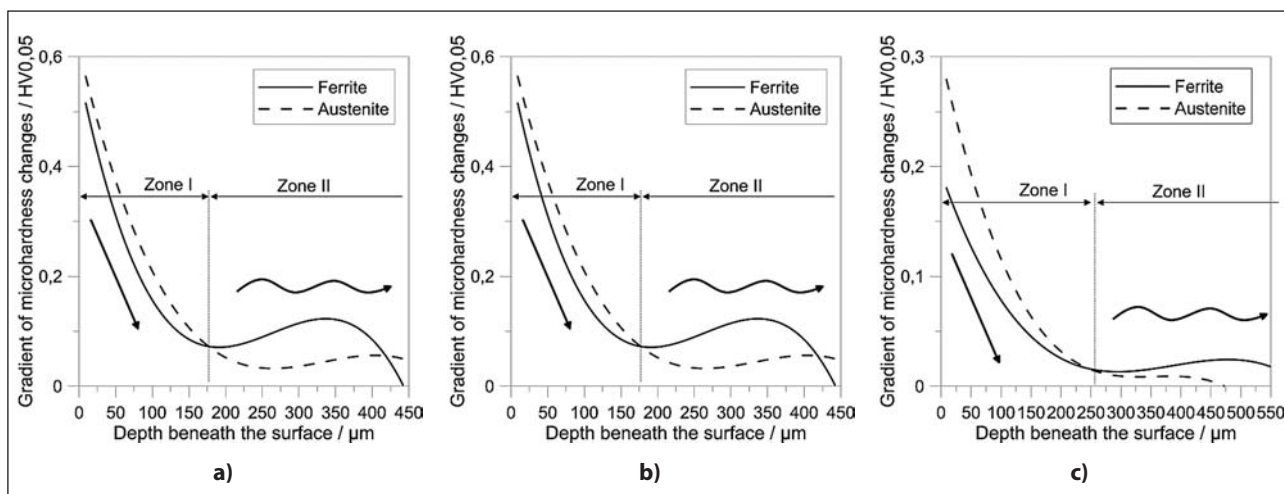 Gradient of microhardness changes / HV0,05
0,6
0,4
0,2
0
Ferrite
Austenite
Zone I
Zone II
0 50 100 150 200 250 300 350 400 450
Depth beneath the surface / µm
a)
Gradient of microhardness changes / HV0,05
0,6
0,4
0,2
0
Ferrite
Austenite
Zone I
Zone II
0 50 100 150 200 250 300 350 400 450
Depth beneath the surface / µm
b)
Gradient of microhardness changes / HV0,05
0,3
0,2
0,1
0
Ferrite
Austenite
Zone I
Zone II
0 50 100 150 200 250 300 350 400 450 500 550
Depth beneath the surface / µm
c)